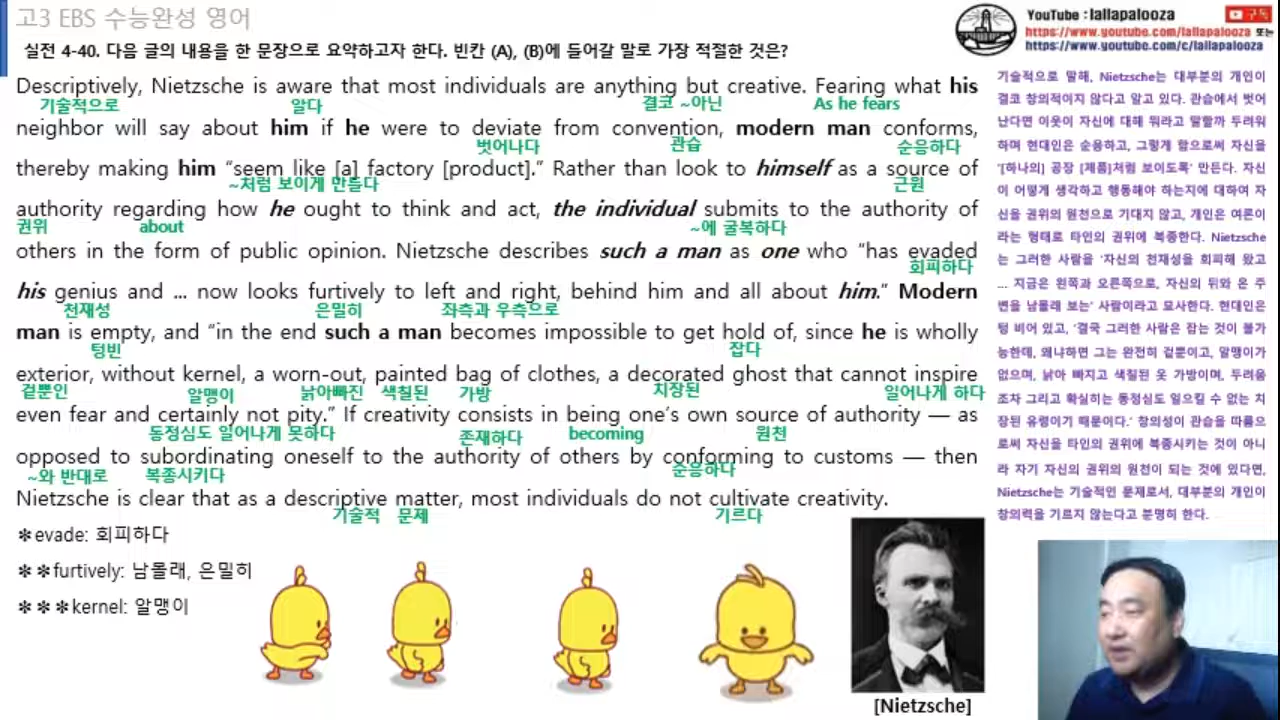 고3 EBS 수능완성 영어
실전 4-40. 다음 글의 내용을 한 문장으로 요약하고자 한다. 빈칸 (A), (B)에 들어갈 말로 가장 적절한 것은?
Descriptively, Nietzsche is aware that most individuals are anything but creative. Fearing what his
기술적으로 알다 결코 ~아닌 As he fears
neighbor will say about him if he were to deviate from convention, modern man conforms,
벗어나다 관습 순응하다
thereby making him “seem like [a] factory [product].” Rather than look to himself as a source of
~처럼 보이게 만들다 근원
authority regarding how he ought to think and act, the individual submits to the authority of
권위 about ~에 굴복하다
others in the form of public opinion. Nietzsche describes such a man as one who “has evaded
회피하다
his genius and ... now looks furtively to left and right, behind him and all about him.” Modern
천재성 은밀히 좌측과 우측으로
man is empty, and “in the end such a man becomes impossible to get hold of, since he is wholly
텅빈 잡다
exterior, without kernel, a worn-out, painted bag of clothes, a decorated ghost that cannot inspire
겉뿐인 알맹이 낡아빠진 색칠된 가방 치장된 일어나게 하다
even fear and certainly not pity.” If creativity consists in being one’s own source of authority — as
동정심도 일어나게 못하다 존재하다 becoming 원천
opposed to subordinating oneself to the authority of others by conforming to customs — then
~와 반대로 복종시키다 순응하다
Nietzsche is clear that as a descriptive matter, most individuals do not cultivate creativity.
기술적 문제 기르다
✻evade: 회피하다
✻✻furtively: 남몰래, 은밀히
✻✻✻kernel: 알맹이
[Nietzsche]
YouTube : lallapalooza
구독
https://www.youtube.com/lallapalooza 또는
https://www.youtube.com/c/lallapalooza
기술적으로 말해, Nietzsche는 대부분의 개인이
결코 창의적이지 않다고 알고 있다. 관습에서 벗어
난다면 이웃이 자신에 대해 뭐라고 말할까 두려워
하며 현대인은 순응하고, 그렇게 함으로써 자신을
‘[하나의] 공장 [제품]처럼 보이도록’ 만든다. 자신
이 어떻게 생각하고 행동해야 하는지에 대하여 자
신을 권위의 원천으로 기대지 않고, 개인은 여론이
라는 형태로 타인의 권위에 복종한다. Nietzsche
는 그러한 사람을 ‘자신의 천재성을 회피해 왔고
... 지금은 왼쪽과 오른쪽으로, 자신의 뒤와 온 주
변을 남몰래 보는’ 사람이라고 묘사한다. 현대인은
텅 비어 있고, ‘결국 그러한 사람은 잡는 것이 불가
능한데, 왜냐하면 그는 완전히 겉뿐이고, 알맹이가
없으며, 낡아 빠지고 색칠된 옷 가방이며, 두려움
조차 그리고 확실히는 동정심도 일으킬 수 없는 치
장된 유령이기 때문이다.’ 창의성이 관습을 따름으
로써 자신을 타인의 권위에 복종시키는 것이 아니
라 자기 자신의 권위의 원천이 되는 것에 있다면,
Nietzsche는 기술적인 문제로서, 대부분의 개인이
창의력을 기르지 않는다고 분명히 한다.